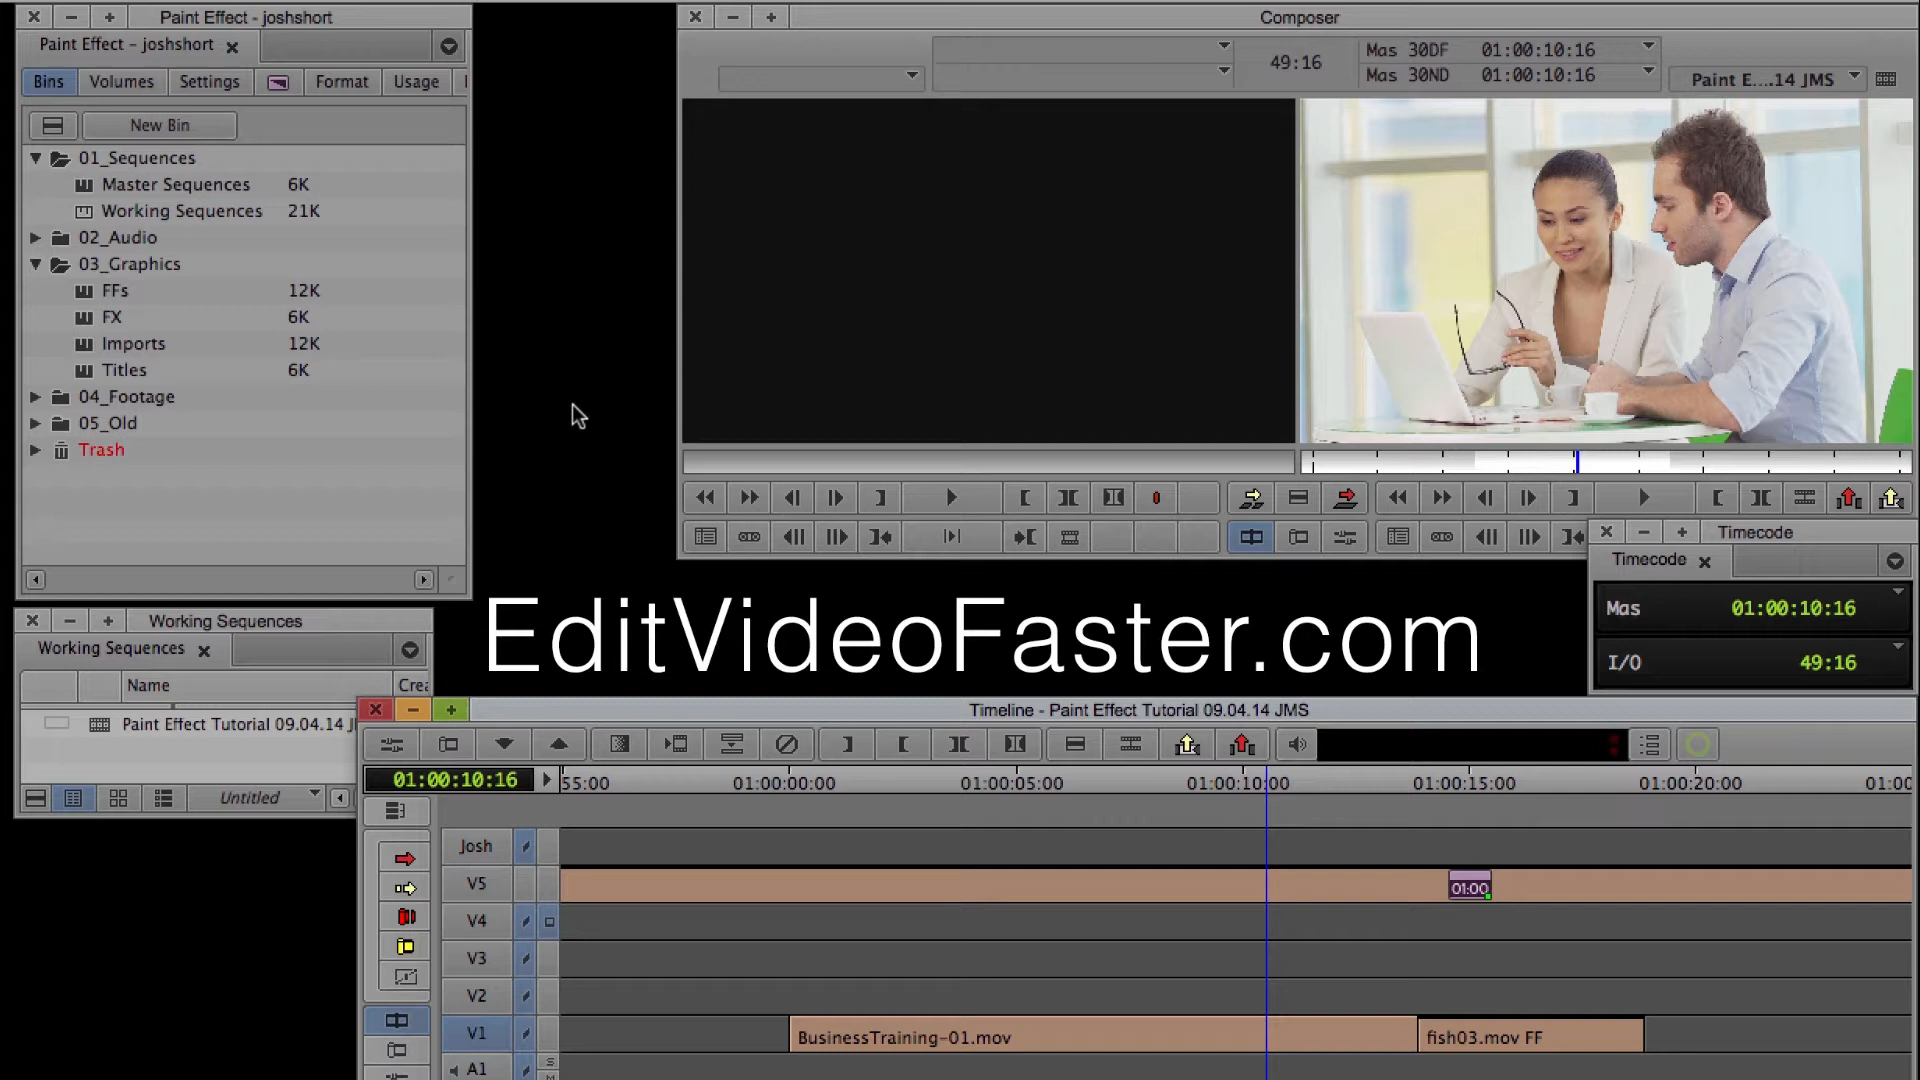 Paint Effect - joshshort
Paint Effect - joshshort
Bins Volumes Settings Format Usage
New Bin
01_Sequences
Master Sequences 6K
Working Sequences 21K
02_Audio
03_Graphics
FFs 12K
FX 6K
Imports 12K
Titles 6K
04_Footage
05_Old
Trash
Composer
49:16
Mas 30DF 01:00:10:16
Mas 30ND 01:00:10:16
Paint E....14 JMS
Timecode
Timecode
Mas 01:00:10:16
I/O 49:16
EditVideoFaster.com
Working Sequences
Working Sequences
Name Crea
Paint Effect Tutorial 09.04.14 J
Untitled
Timeline - Paint Effect Tutorial 09.04.14 JMS
01:00:10:16
55:00 01:00:00:00 01:00:05:00 01:00:10:00 01:00:15:00 01:00:20:00 01:00
Josh
V5
01:00
V4
V3
V2
V1
BusinessTraining-01.mov
fish03.mov FF
A1
S
M